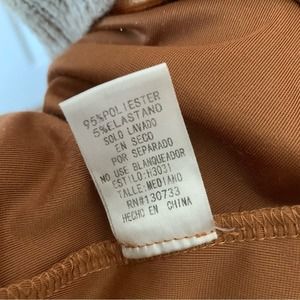 95%POLIESTER
5%ELASTANO
SOLO LAVADO
EN SECO
POR SEPARADO
NO USE BLANQUEADOR
ESTILO:H3031
TALLE:MEDIANO
RN#130733
HECHO EN CHINA